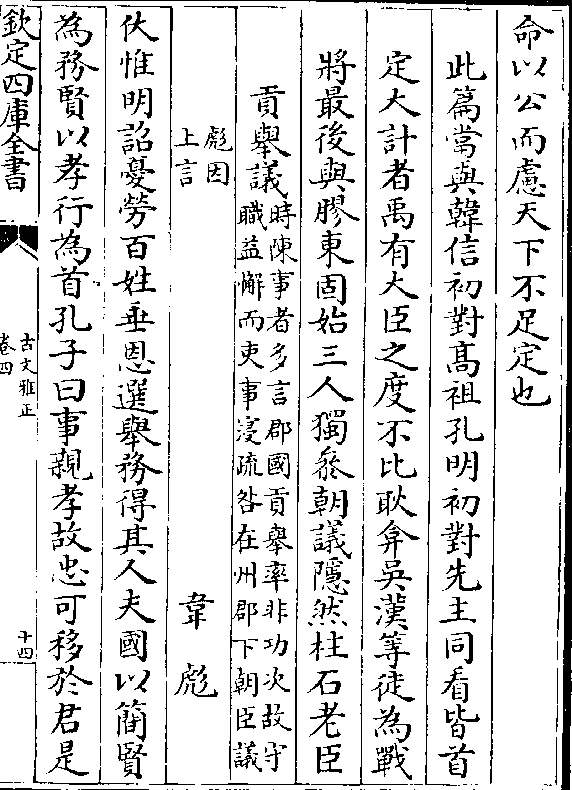 命以公而慮天下不足定也
此篇當與韓信初對髙祖孔明初對先主同看皆首
定大計者禹有大臣之度不比耿弇吳漢等徒為戰
將最後與膠東固始三人獨參朝議隱然柱石老臣
貢舉議
時陳事者多言郡國貢舉率非功次故守
職益懈而吏事寖疏咎在州郡下朝臣議
彪因
上言
韋彪
伏惟明詔憂勞百姓垂恩選舉務得其人夫國以簡賢
為務賢以孝行為首孔子曰事親孝故忠可移於君是
欽定四庫全書
古文雅正
卷四
十四